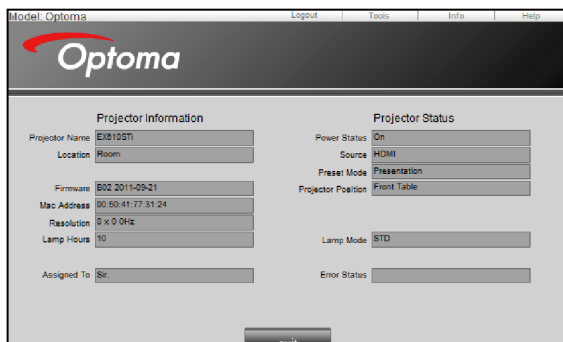 Model: Optoma
Logout Tools Info Help
Optoma
Projector Information
Projector Name EX610STi
Location Room
Firmware B02 2011-09-21
Mac Address 00:50:41:77:31:24
Resolution 0 x 0 0Hz
Lamp Hours 10
Assigned To Sir.
Projector Status
Power Status On
Source HDMI
Preset Mode Presentation
Projector Position Front Table
Lamp Mode STD
Error Status
exit